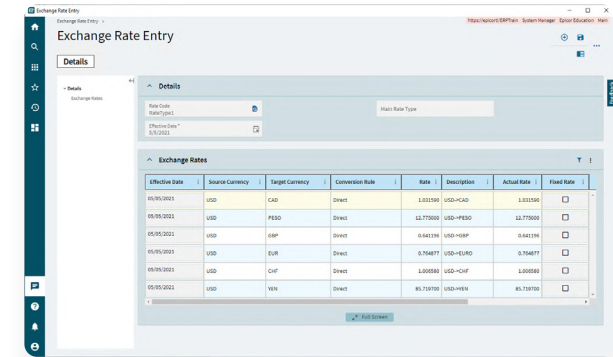 Exchange Rate Entry
Exchange Rate Entry
https://epicor/ERPTrain System Manager Epicor Education Main
Exchange Rate Entry
Details
Details
Exchange Rates
Details
Rate Code
RateType1
Main Rate Type
Effective Date *
5/5/2021
Exchange Rates
Effective Date Source Currency Target Currency Conversion Rule Rate Description Actual Rate Fixed Rate
05/05/2021 USD CAD Direct 1.031590 USD->CAD 1.031590
05/05/2021 USD PESO Direct 12.775000 USD->PESO 12.775000
05/05/2021 USD GBP Direct 0.641196 USD->GBP 0.641196
05/05/2021 USD EUR Direct 0.764877 USD->EURO 0.764877
05/05/2021 USD CHF Direct 1.006580 USD->CHF 1.006580
05/05/2021 USD YEN Direct 85.719700 USD->YEN 85.719700
Full Screen